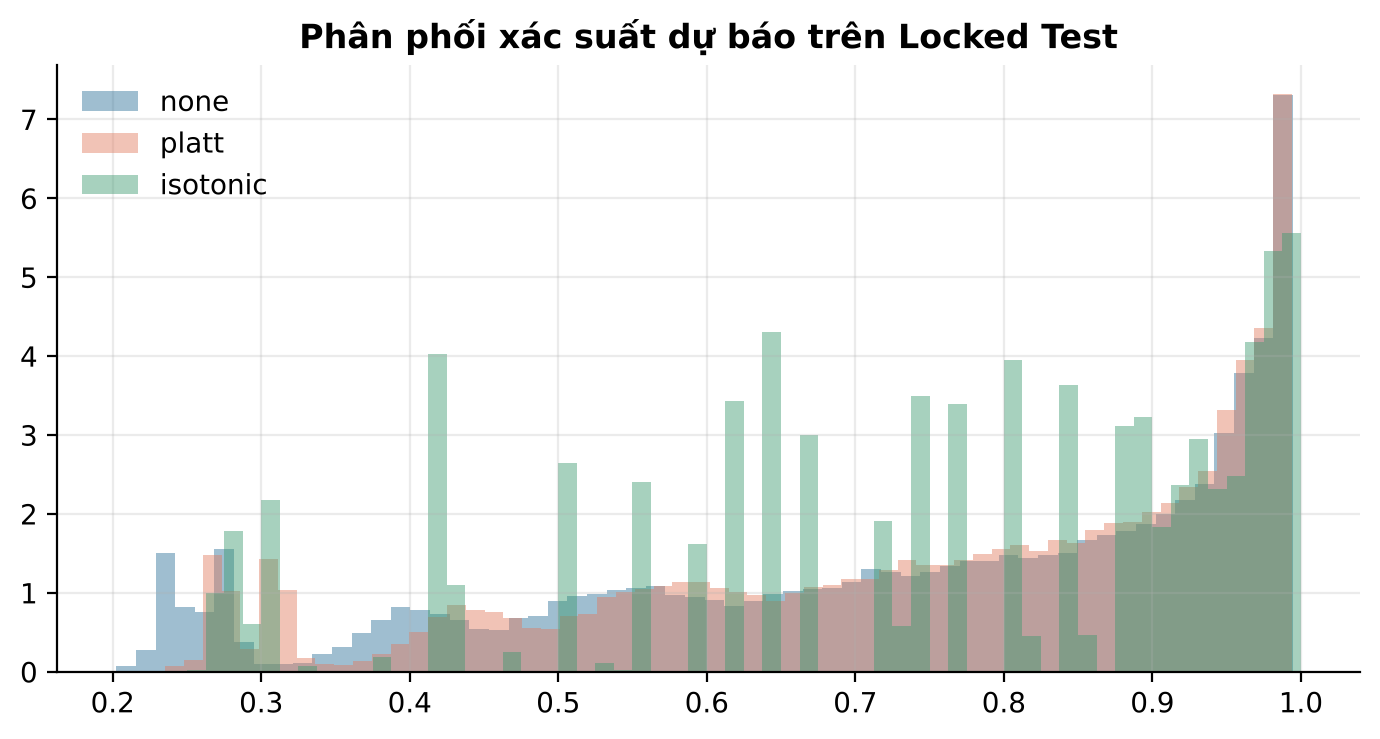 Phân phối xác suất dự báo trên Locked Test
none
platt
isotonic
7
6
5
4
3
2
1
0
0.2 0.3 0.4 0.5 0.6 0.7 0.8 0.9 1.0